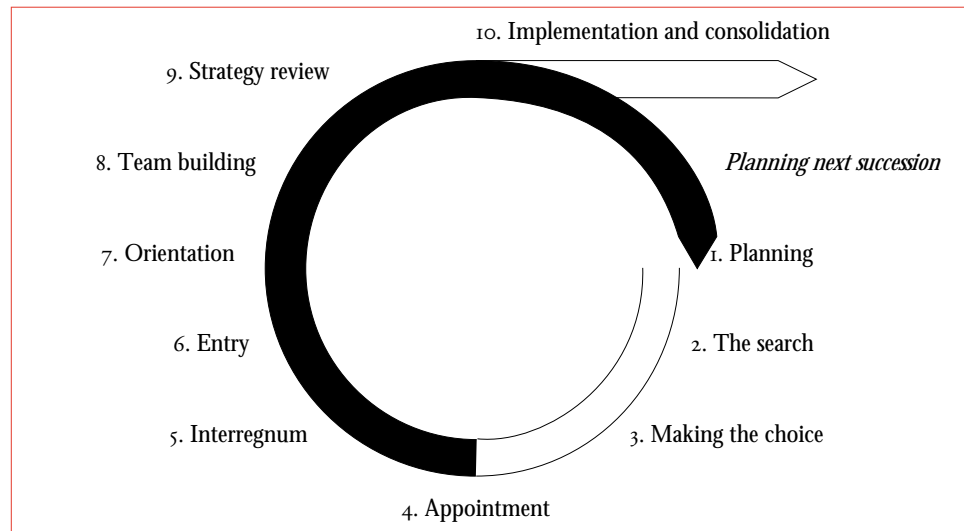 10. Implementation and consolidation
9. Strategy review
8. Team building
Planning next succession
7. Orientation
1. Planning
6. Entry
2. The search
5. Interregnum
3. Making the choice
4. Appointment